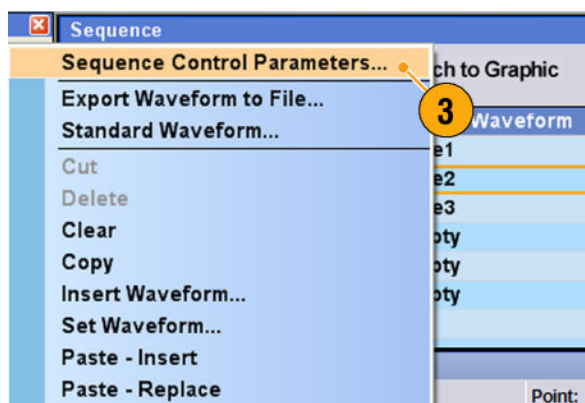 Sequence
Sequence Control Parameters...
ch to Graphic
Export Waveform to File...
3
Waveform
Standard Waveform...
e1
Cut
e2
Delete
e3
Clear
pty
Copy
pty
Insert Waveform...
pty
Set Waveform...
Paste - Insert
Paste - Replace
Point: